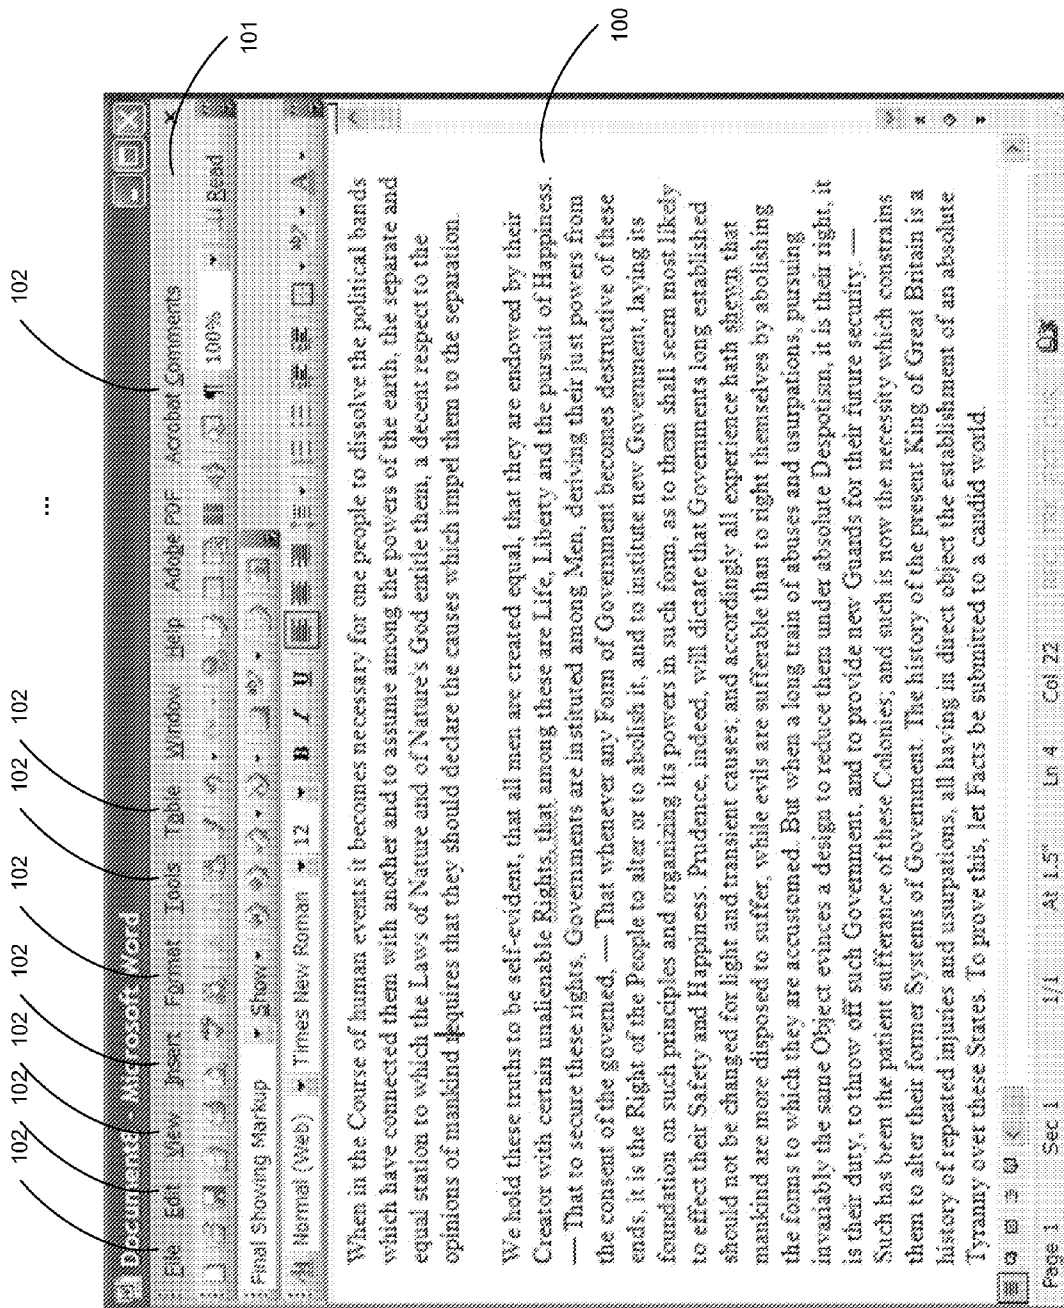 102 102 102 102 102 102 102 ... 102
101
100
Document8 - Microsoft Word
File Edit View Insert Format Tools Table Window Help Adobe PDF Acrobat Comments
100% Read
Final Showing Markup Show
Normal (Web) Times New Roman 12 B I U A
When in the Course of human events it becomes necessary for one people to dissolve the political bands
which have connected them with another and to assume among the powers of the earth, the separate and
equal station to which the Laws of Nature and of Nature's God entitle them, a decent respect to the
opinions of mankind requires that they should declare the causes which impel them to the separation.
We hold these truths to be self-evident, that all men are created equal, that they are endowed by their
Creator with certain unalienable Rights, that among these are Life, Liberty and the pursuit of Happiness.
— That to secure these rights, Governments are instituted among Men, deriving their just powers from
the consent of the governed, — That whenever any Form of Government becomes destructive of these
ends, it is the Right of the People to alter or to abolish it, and to institute new Government, laying its
foundation on such principles and organizing its powers in such form, as to them shall seem most likely
to effect their Safety and Happiness. Prudence, indeed, will dictate that Governments long established
should not be changed for light and transient causes; and accordingly all experience hath shewn that
mankind are more disposed to suffer, while evils are sufferable than to right themselves by abolishing
the forms to which they are accustomed. But when a long train of abuses and usurpations, pursuing
invariably the same Object evinces a design to reduce them under absolute Despotism, it is their right, it
is their duty, to throw off such Government, and to provide new Guards for their future security. —
Such has been the patient sufferance of these Colonies; and such is now the necessity which constrains
them to alter their former Systems of Government. The history of the present King of Great Britain is a
history of repeated injuries and usurpations, all having in direct object the establishment of an absolute
Tyranny over these States. To prove this, let Facts be submitted to a candid world.
Page 1 Sec 1 1/1 At 1.5" Ln 4 Col 22